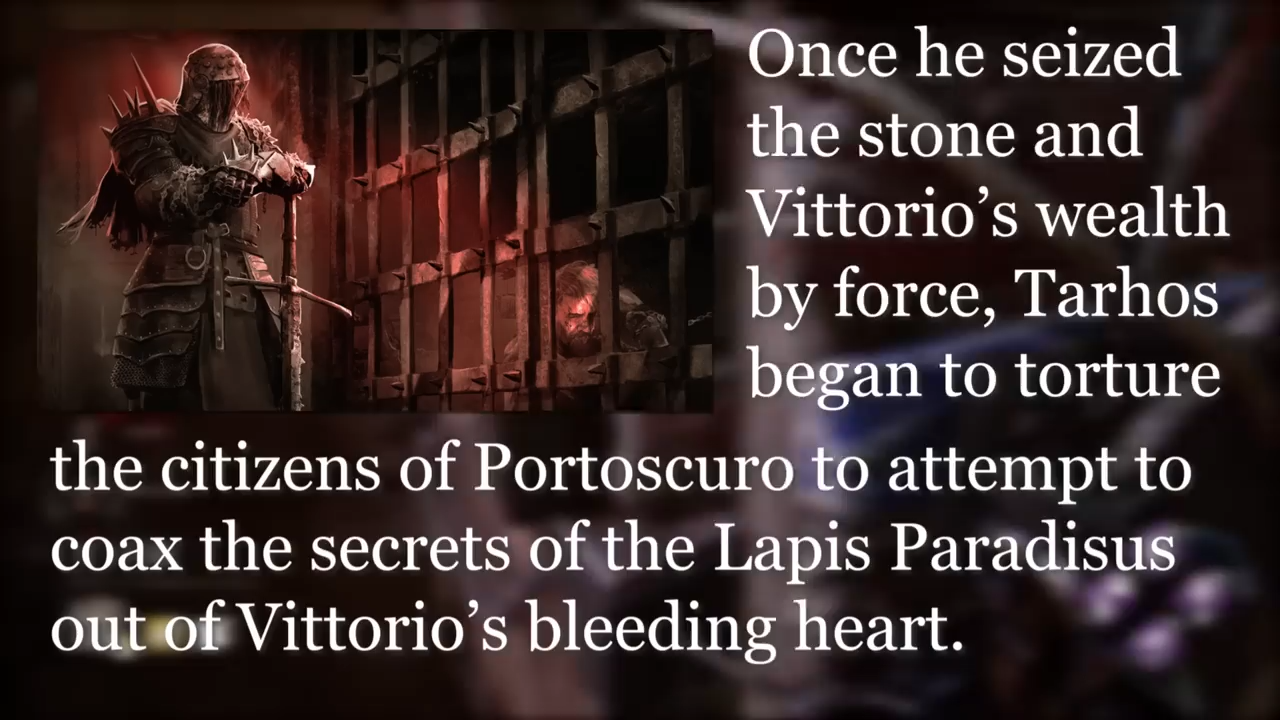 Once he seized
the stone and
Vittorio’s wealth
by force, Tarhos
began to torture
the citizens of Portoscuro to attempt to
coax the secrets of the Lapis Paradisus
out of Vittorio’s bleeding heart.